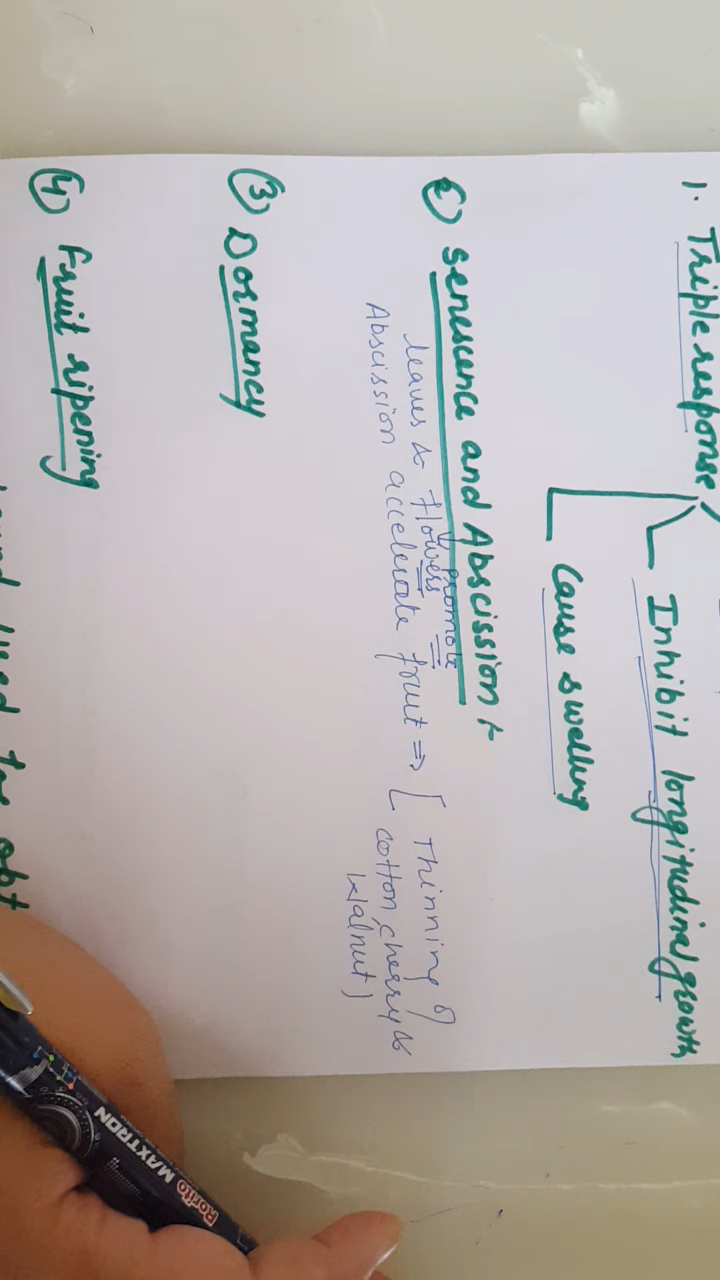 1. Triple response
Inhibit longitudinal growth
Cause swelling
2) Senescence and Abscission :-
promote
leaves & flowers
Abscission accelerate fruit ⇒ [ Thinning of
cotton, cherry &
Walnut )
3) Dormancy
4) Fruit ripening
Rorito MAXTRON